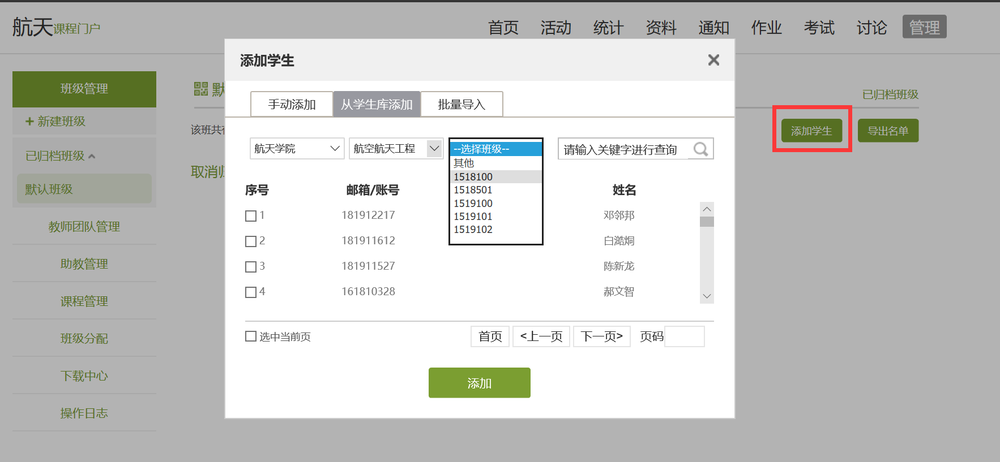 航天课程门户
首页 活动 统计 资料 通知 作业 考试 讨论 管理
班级管理
+ 新建班级
已归档班级
默认班级
教师团队管理
助教管理
课程管理
班级分配
下载中心
操作日志
默
已归档班级
该班共有
添加学生
导出名单
取消归
添加学生
手动添加 从学生库添加 批量导入
航天学院
航空航天工程
--选择班级--
其他
1518100
1518501
1519100
1519101
1519102
请输入关键字进行查询
序号 邮箱/账号 姓名
1 181912217 邓邻邦
2 181911612 白澔烔
3 181911527 陈新龙
4 161810328 郝文智
选中当前页
首页 <上一页 下一页> 页码
添加